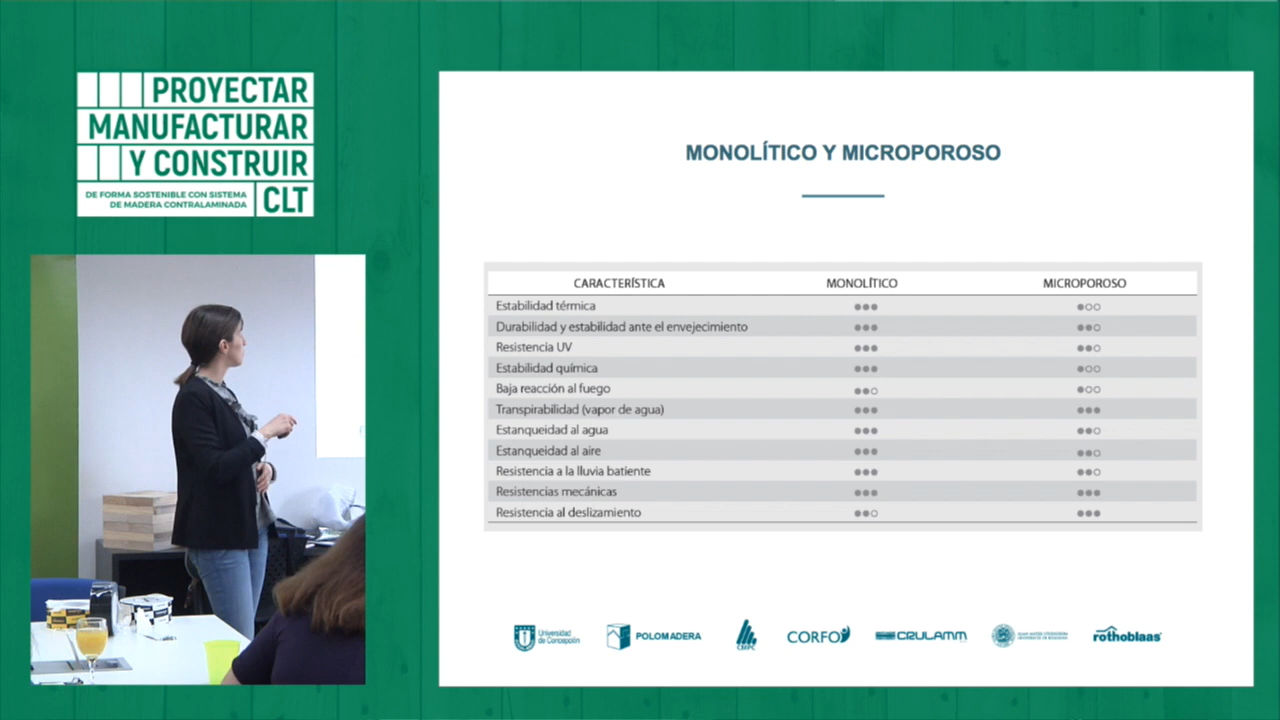 PROYECTAR
MANUFACTURAR
Y CONSTRUIR
DE FORMA SOSTENIBLE CON SISTEMA
DE MADERA CONTRALAMINADA
CLT
MONOLÍTICO Y MICROPOROSO
CARACTERÍSTICA MONOLÍTICO MICROPOROSO
Estabilidad térmica ●●● ●○○
Durabilidad y estabilidad ante el envejecimiento ●●● ●●○
Resistencia UV ●●● ●●○
Estabilidad química ●●● ●○○
Baja reacción al fuego ●●○ ●○○
Transpirabilidad (vapor de agua) ●●● ●●●
Estanqueidad al agua ●●● ●●○
Estanqueidad al aire ●●● ●●○
Resistencia a la lluvia batiente ●●● ●●○
Resistencias mecánicas ●●● ●●●
Resistencia al deslizamiento ●●○ ●●●
Universidad
de Concepción
POLOMADERA
CMPC
CORFO
CRULAMM
rothoblaas